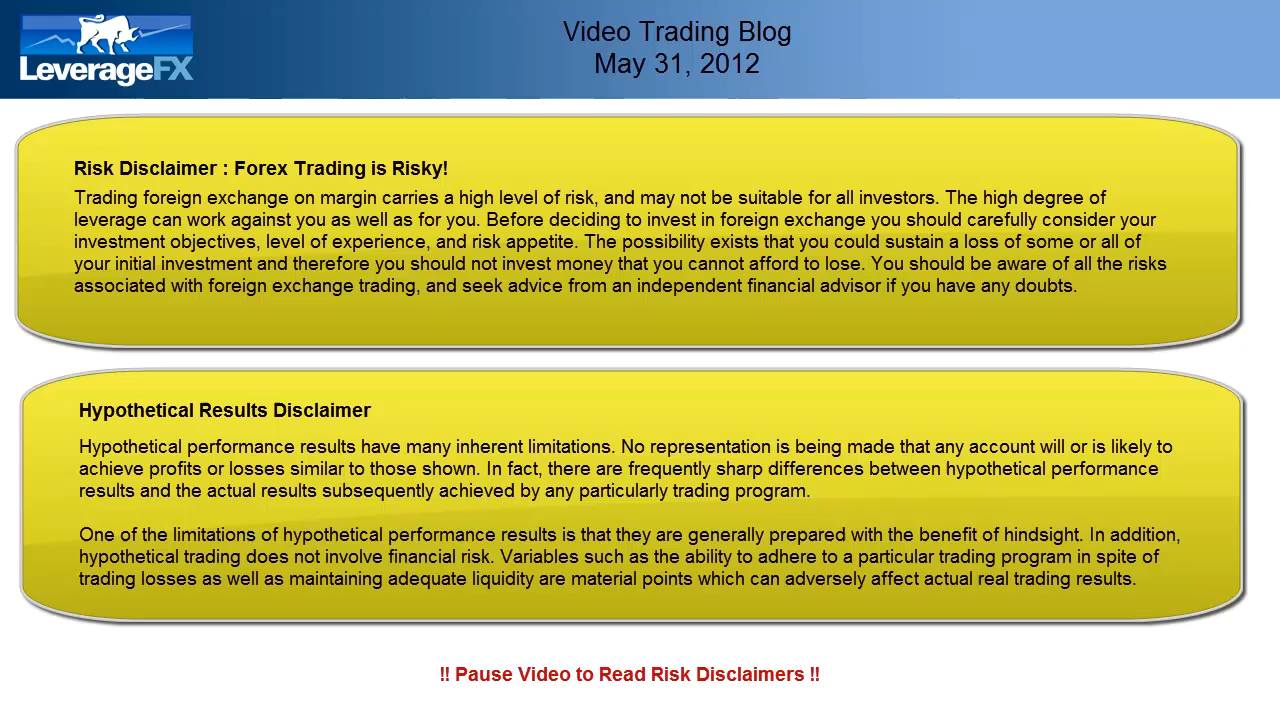 LeverageFX
Video Trading Blog
May 31, 2012
Risk Disclaimer : Forex Trading is Risky!
Trading foreign exchange on margin carries a high level of risk, and may not be suitable for all investors. The high degree of
leverage can work against you as well as for you. Before deciding to invest in foreign exchange you should carefully consider your
investment objectives, level of experience, and risk appetite. The possibility exists that you could sustain a loss of some or all of
your initial investment and therefore you should not invest money that you cannot afford to lose. You should be aware of all the risks
associated with foreign exchange trading, and seek advice from an independent financial advisor if you have any doubts.
Hypothetical Results Disclaimer
Hypothetical performance results have many inherent limitations. No representation is being made that any account will or is likely to
achieve profits or losses similar to those shown. In fact, there are frequently sharp differences between hypothetical performance
results and the actual results subsequently achieved by any particularly trading program.
One of the limitations of hypothetical performance results is that they are generally prepared with the benefit of hindsight. In addition,
hypothetical trading does not involve financial risk. Variables such as the ability to adhere to a particular trading program in spite of
trading losses as well as maintaining adequate liquidity are material points which can adversely affect actual real trading results.
!! Pause Video to Read Risk Disclaimers !!